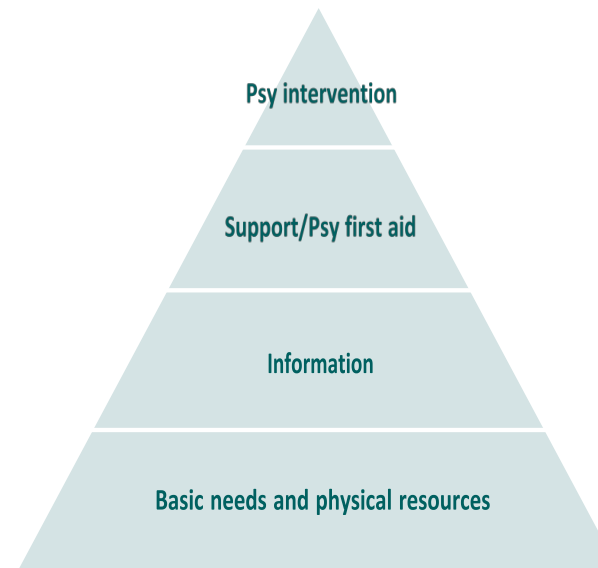 Psy intervention
Support/Psy first aid
Information
Basic needs and physical resources